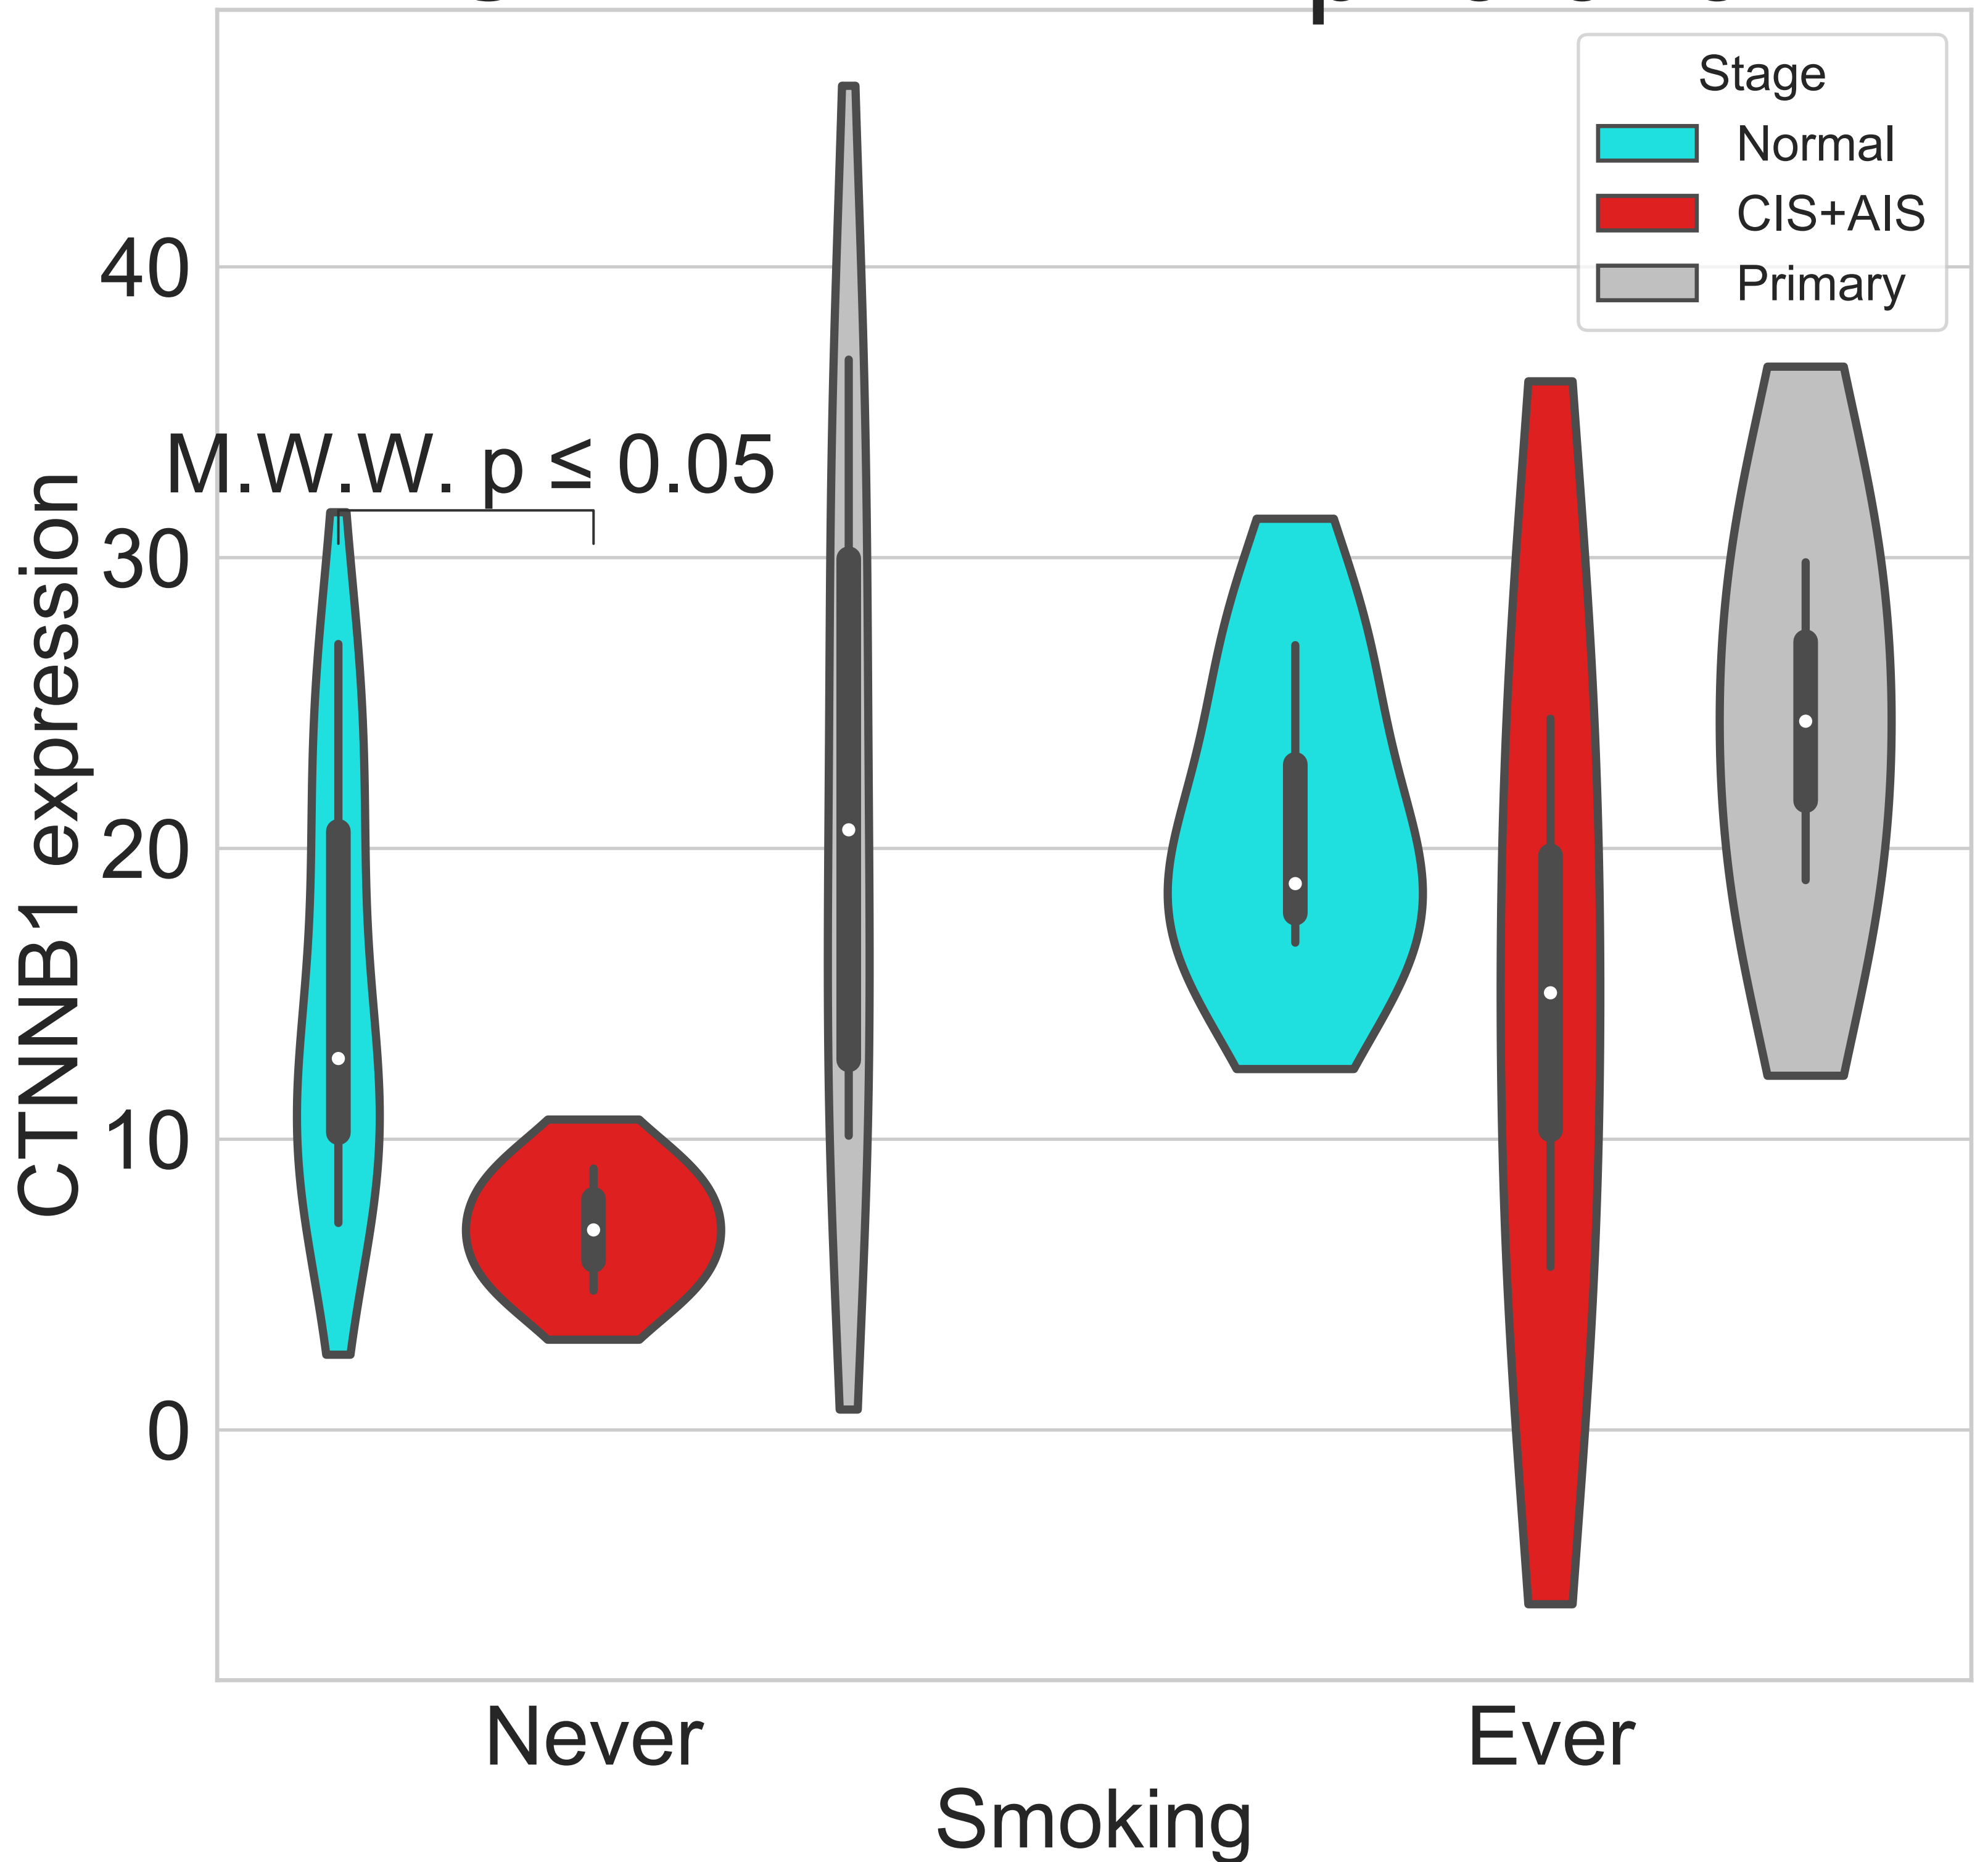 Stage
Normal
CIS+AIS
Primary
40
30
20
10
0
M.W.W. p ≤ 0.05
CTNNB1 expression
Never
Ever
Smoking